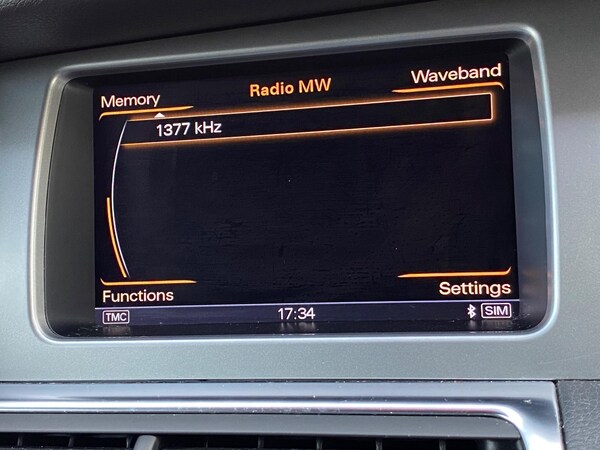 Memory Radio MW Waveband
1377 kHz
Functions Settings
TMC 17:34 SIM